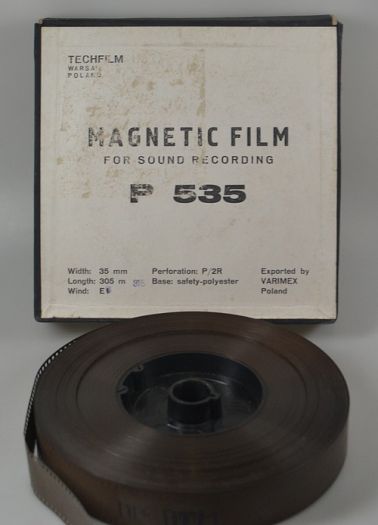 TECHFILM
WARSAW
POLAND
MAGNETIC FILM
FOR SOUND RECORDING
P 535
Width: 35 mm
Length: 305 m
Wind: E
Perforation: P/2R
Base: safety-polyester
Exported by
VARIMEX
Poland